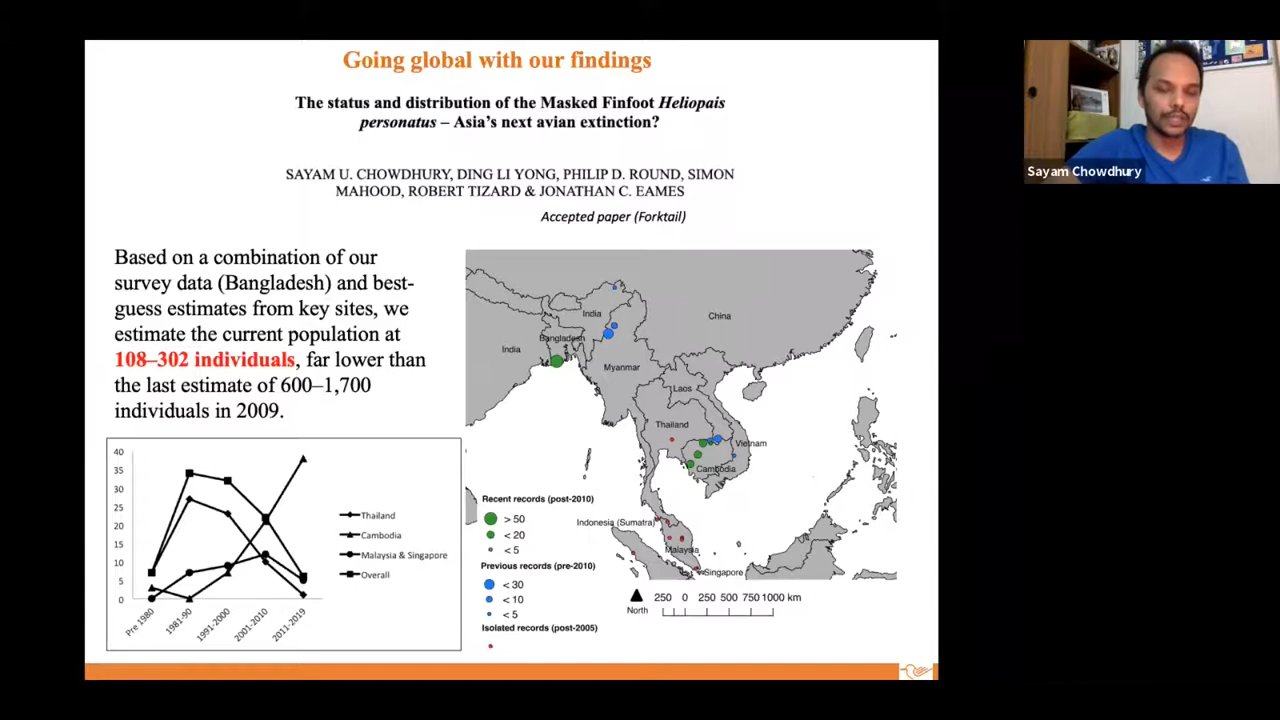 Going global with our findings
The status and distribution of the Masked Finfoot Heliopais
personatus – Asia's next avian extinction?
SAYAM U. CHOWDHURY, DING LI YONG, PHILIP D. ROUND, SIMON
MAHOOD, ROBERT TIZARD & JONATHAN C. EAMES
Accepted paper (Forktail)
Based on a combination of our
survey data (Bangladesh) and best-
guess estimates from key sites, we
estimate the current population at
108–302 individuals, far lower than
the last estimate of 600–1,700
individuals in 2009.
40
35
30
25
20
15
10
5
0
Pre 1980
1981-90
1991-2000
2001-2010
2011-2019
Thailand
Cambodia
Malaysia & Singapore
Overall
India
China
Bangladesh
India
Myanmar
Laos
Thailand
Vietnam
Cambodia
Indonesia (Sumatra)
Malaysia
Singapore
Recent records (post-2010)
> 50
< 20
< 5
Previous records (pre-2010)
< 30
< 10
< 5
Isolated records (post-2005)
North
250 0 250 500 750 1000 km
Sayam Chowdhury